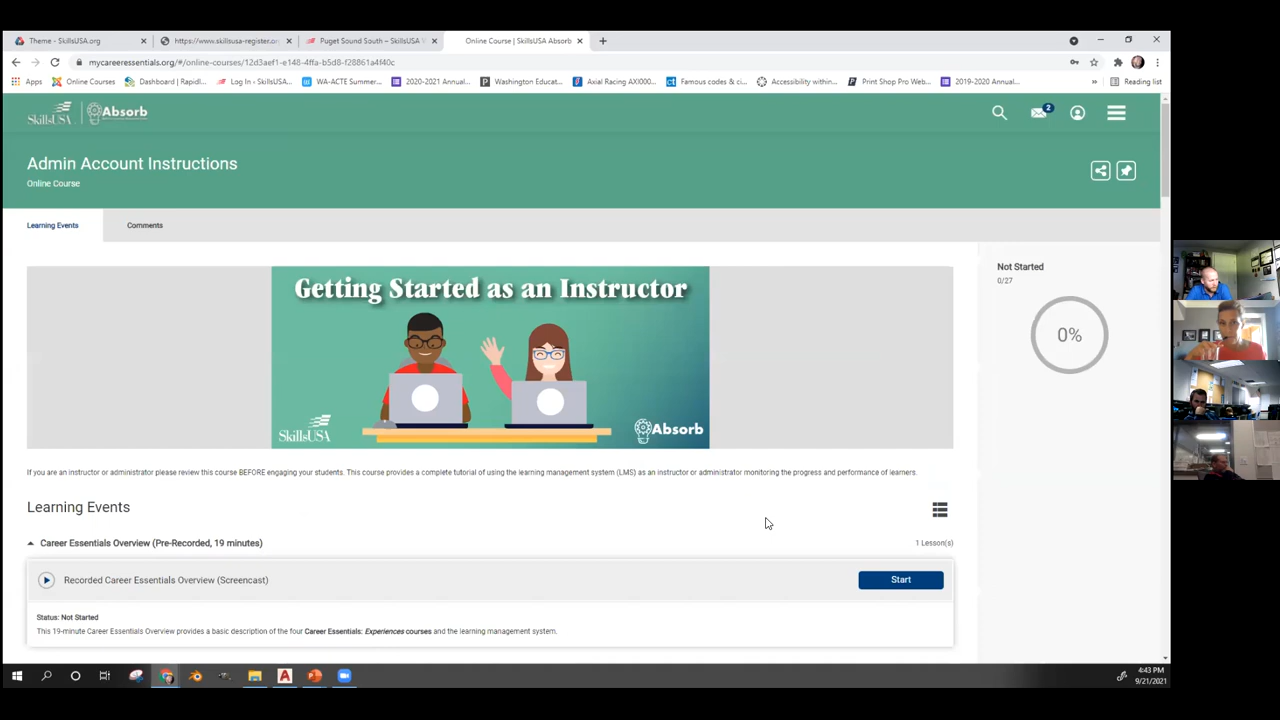 Theme - SkillsUSA.org
https://www.skillsusa-register.or
Puget Sound South – SkillsUSA
Online Course | SkillsUSA Absorb
mycareeressentials.org/#/online-courses/12d3aef1-e148-4ffa-b5d8-f28861a4f40c
Apps
Online Courses
Dashboard | Rapidl...
Log In - SkillsUSA...
WA-ACTE Summer...
2020-2021 Annual...
Washington Educat...
Axial Racing AXI000...
Famous codes & ci...
Accessibility within...
Print Shop Pro Web...
2019-2020 Annual...
»
Reading list
SkillsUSA
Absorb
2
Admin Account Instructions
Online Course
Learning Events
Comments
Getting Started as an Instructor
SkillsUSA
Absorb
Not Started
0/27
0%
If you are an instructor or administrator please review this course BEFORE engaging your students. This course provides a complete tutorial of using the learning management system (LMS) as an instructor or administrator monitoring the progress and performance of learners.
Learning Events
Career Essentials Overview (Pre-Recorded, 19 minutes)
1 Lesson(s)
Recorded Career Essentials Overview (Screencast)
Start
Status: Not Started
This 19-minute Career Essentials Overview provides a basic description of the four Career Essentials: Experiences courses and the learning management system.
4:43 PM
9/21/2021